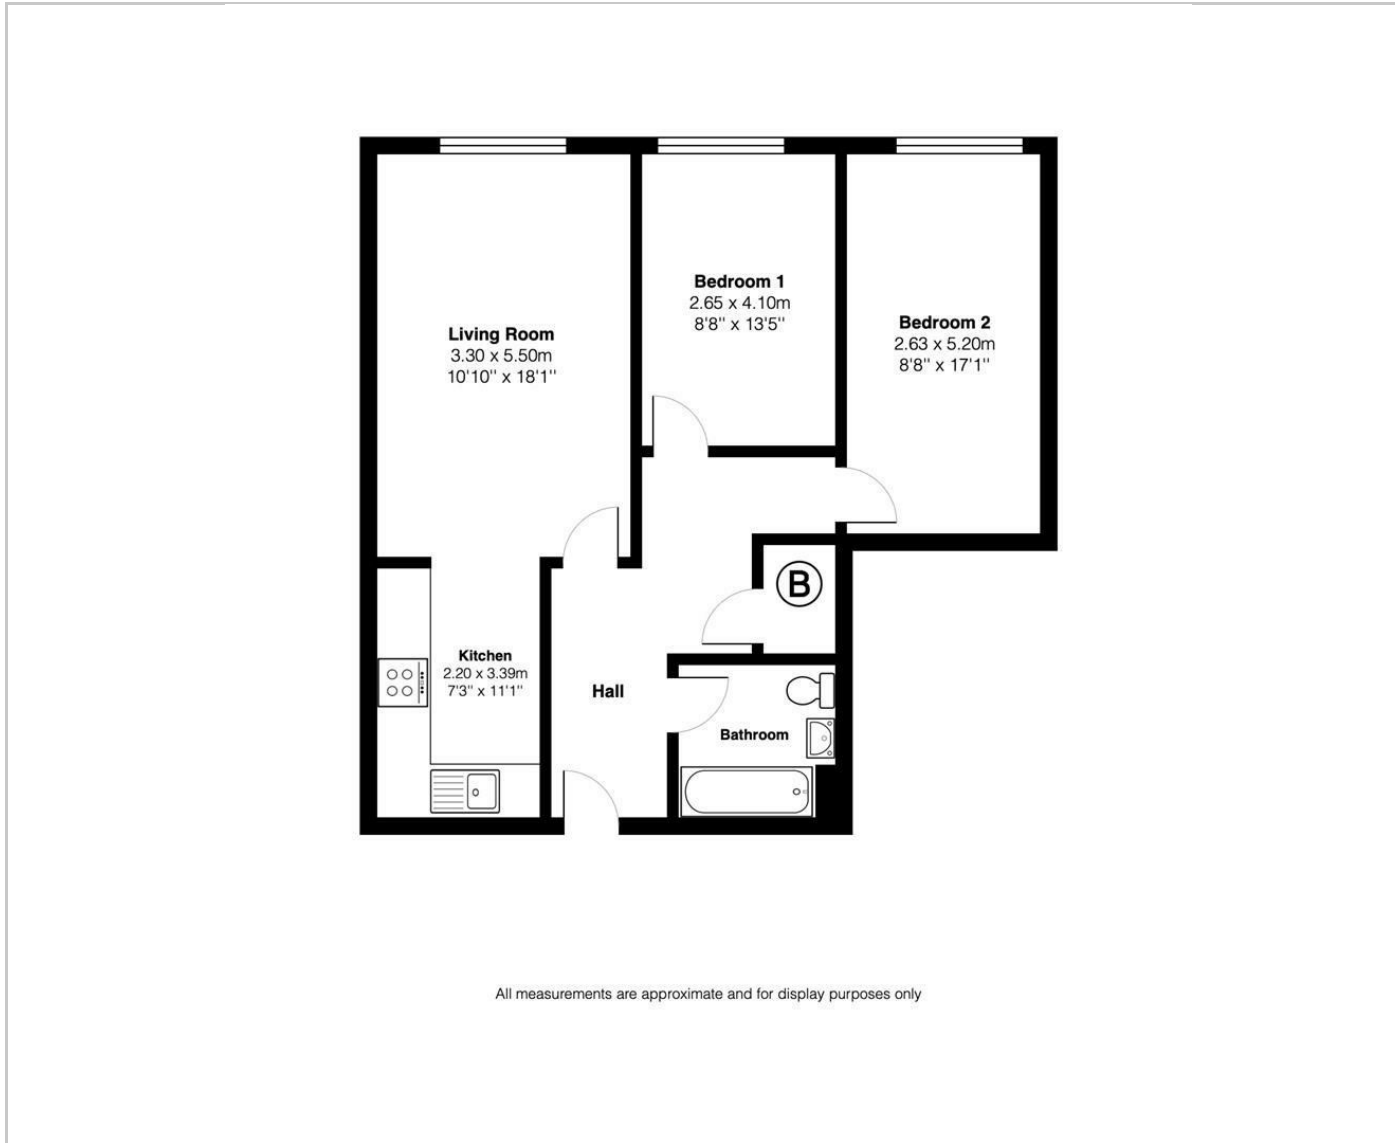 Living Room
3.30 x 5.50m
10'10'' x 18'1''
Bedroom 1
2.65 x 4.10m
8'8'' x 13'5''
Bedroom 2
2.63 x 5.20m
8'8'' x 17'1''
B
Kitchen
2.20 x 3.39m
7'3'' x 11'1''
Hall
Bathroom
All measurements are approximate and for display purposes only